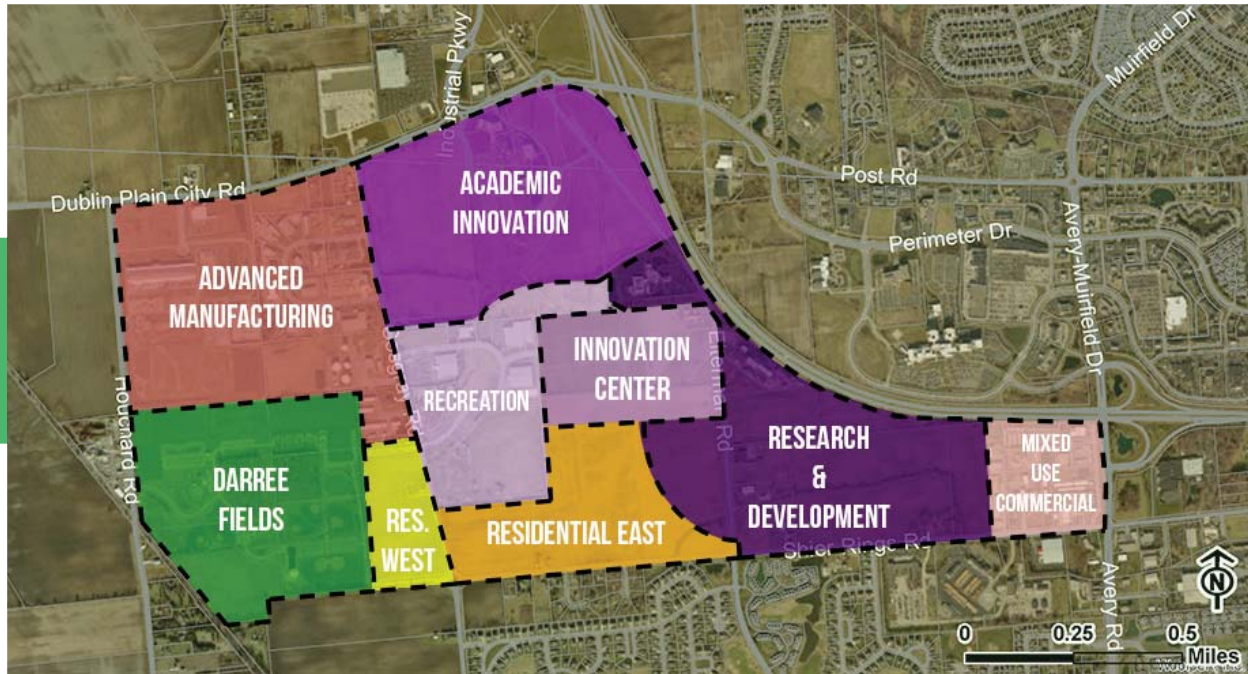 Muirfield Dr
Industrial Pkwy
Post Rd
Dublin Plain City Rd
Avery-Muirfield Dr
Perimeter Dr
ACADEMIC
INNOVATION
ADVANCED
MANUFACTURING
INNOVATION
CENTER
RECREATION
Houchard Rd
DARREE
FIELDS
RES.
WEST
RESIDENTIAL EAST
RESEARCH
&
DEVELOPMENT
MIXED
USE
COMMERCIAL
Shier Rings Rd
Avery Rd
N
0 0.25 0.5
Miles